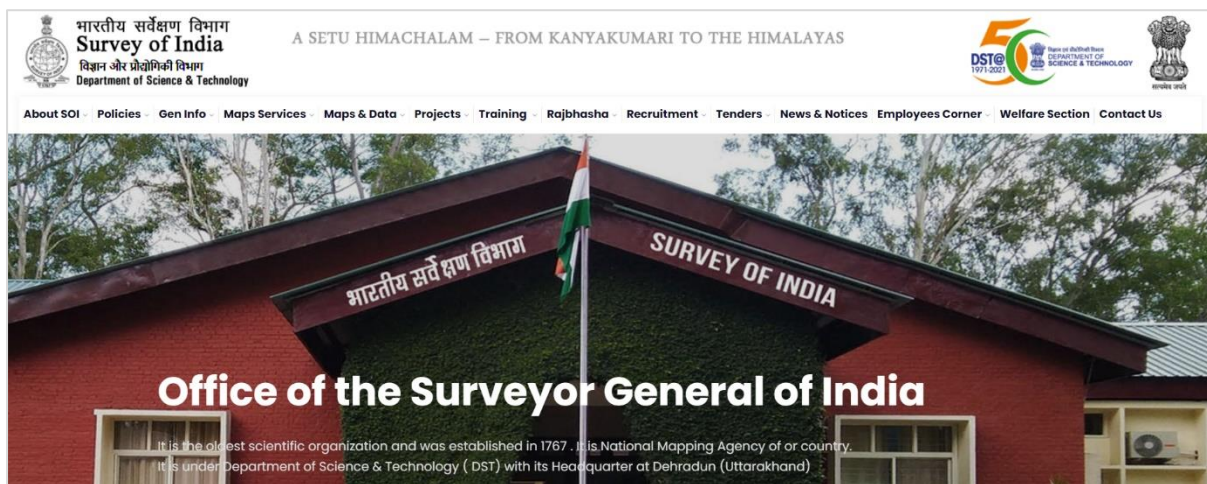 भारतीय सर्वेक्षण विभाग
Survey of India
विज्ञान और प्रौद्योगिकी विभाग
Department of Science & Technology
A SETU HIMACHALAM – FROM KANYAKUMARI TO THE HIMALAYAS
DST@
1971-2021
50
विज्ञान एवं प्रौद्योगिकी विभाग
DEPARTMENT OF
SCIENCE & TECHNOLOGY
सत्यमेव जयते
About SOI Policies Gen Info Maps Services Maps & Data Projects Training Rajbhasha Recruitment Tenders News & Notices Employees Corner Welfare Section Contact Us
भारतीय सर्वेक्षण विभाग
SURVEY OF INDIA
Office of the Surveyor General of India
It is the oldest scientific organization and was established in 1767 . It is National Mapping Agency of or country.
It is under Department of Science & Technology ( DST) with its Headquarter at Dehradun (Uttarakhand)